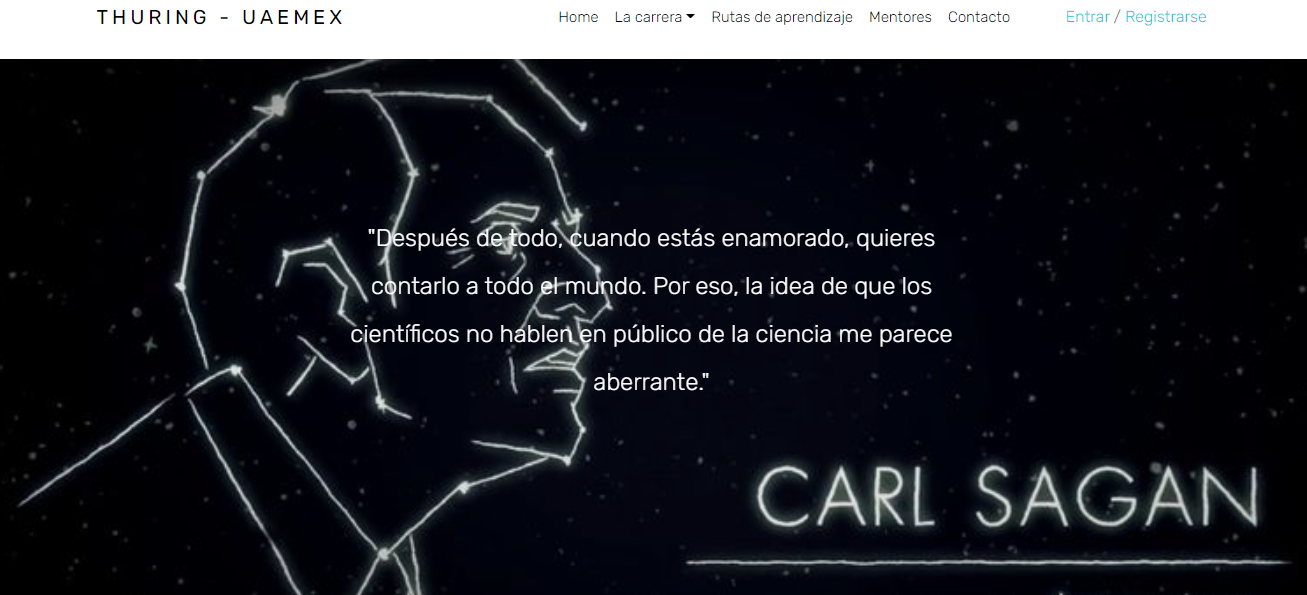 THURING - UAEMEX
Home La carrera Rutas de aprendizaje Mentores Contacto Entrar / Registrarse
"Después de todo, cuando estás enamorado, quieres
contarlo a todo el mundo. Por eso, la idea de que los
científicos no hablen en público de la ciencia me parece
aberrante."
CARL SAGAN